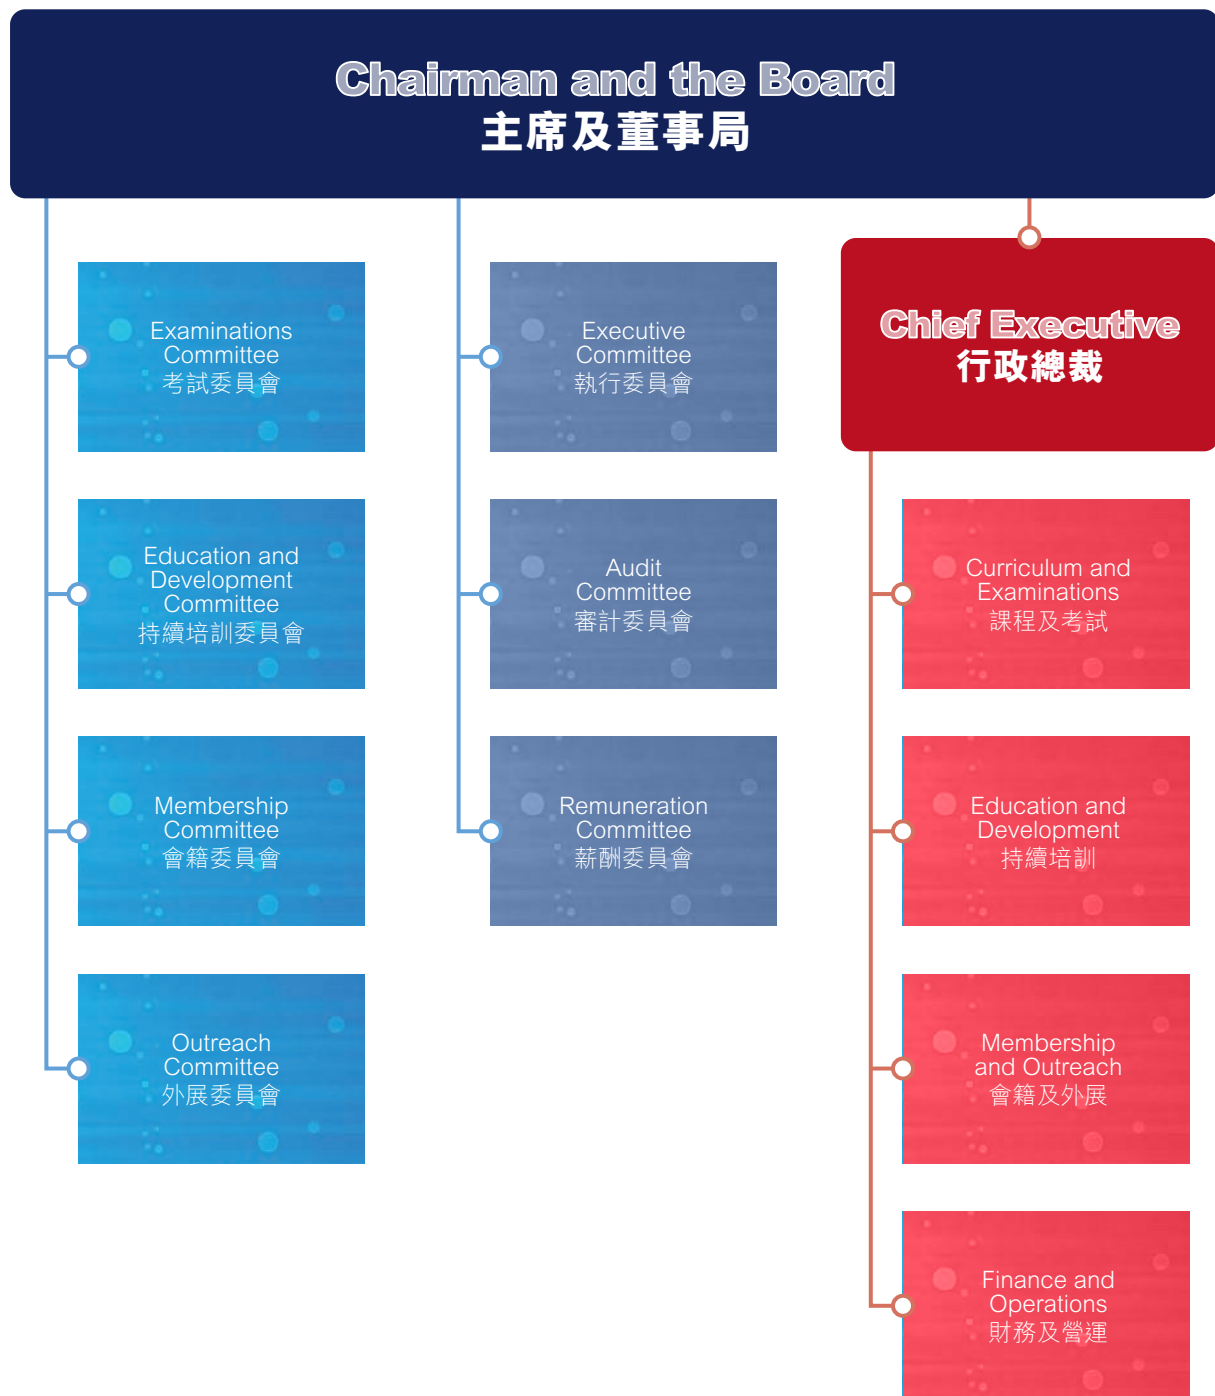 Chairman and the Board
主席及董事局
Examinations
Committee
考試委員會
Education and
Development
Committee
持續培訓委員會
Membership
Committee
會籍委員會
Outreach
Committee
外展委員會
Executive
Committee
執行委員會
Audit
Committee
審計委員會
Remuneration
Committee
薪酬委員會
Chief Executive
行政總裁
Curriculum and
Examinations
課程及考試
Education and
Development
持續培訓
Membership
and Outreach
會籍及外展
Finance and
Operations
財務及營運